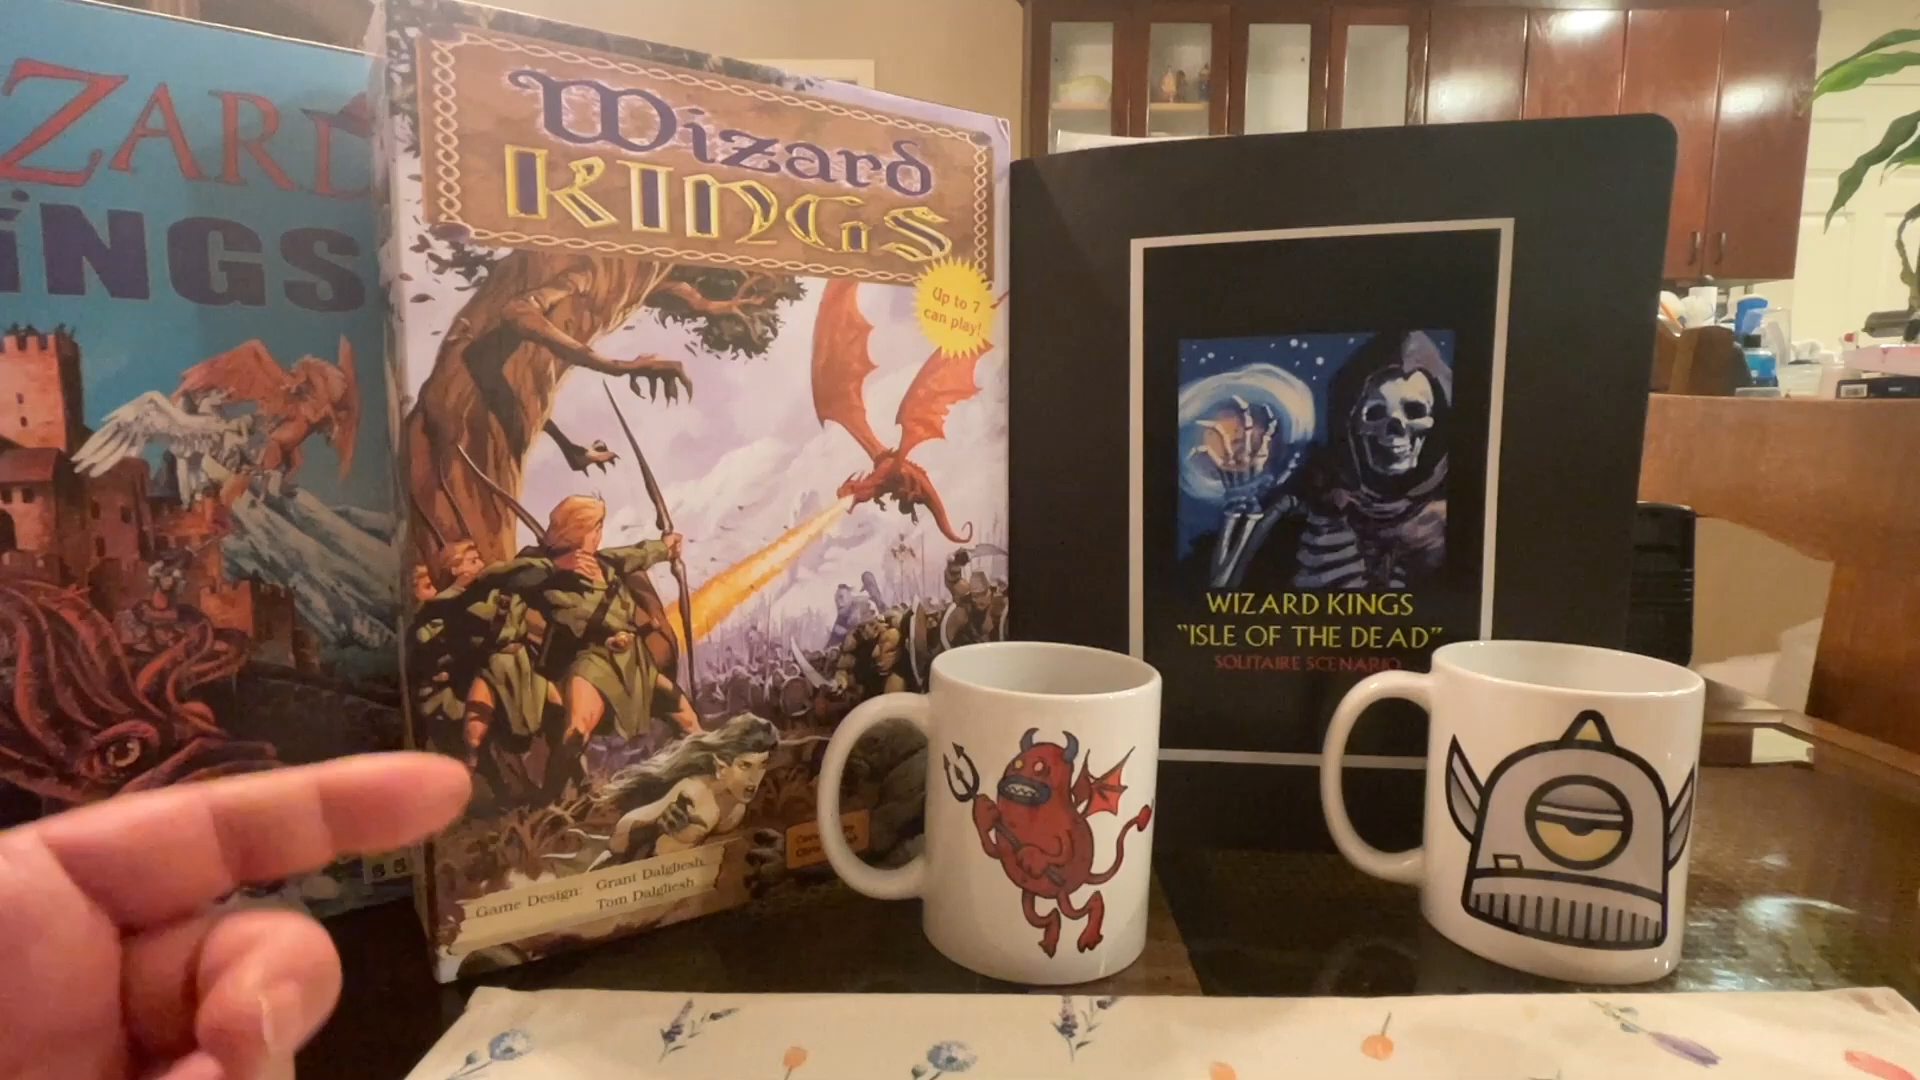 ZARD
iNGS
Wizard
KINGS
Up to 7
can play!
Game Design: Grant Dalgliesh
Tom Dalgliesh
WIZARD KINGS
"ISLE OF THE DEAD"
SOLITAIRE SCENARIO